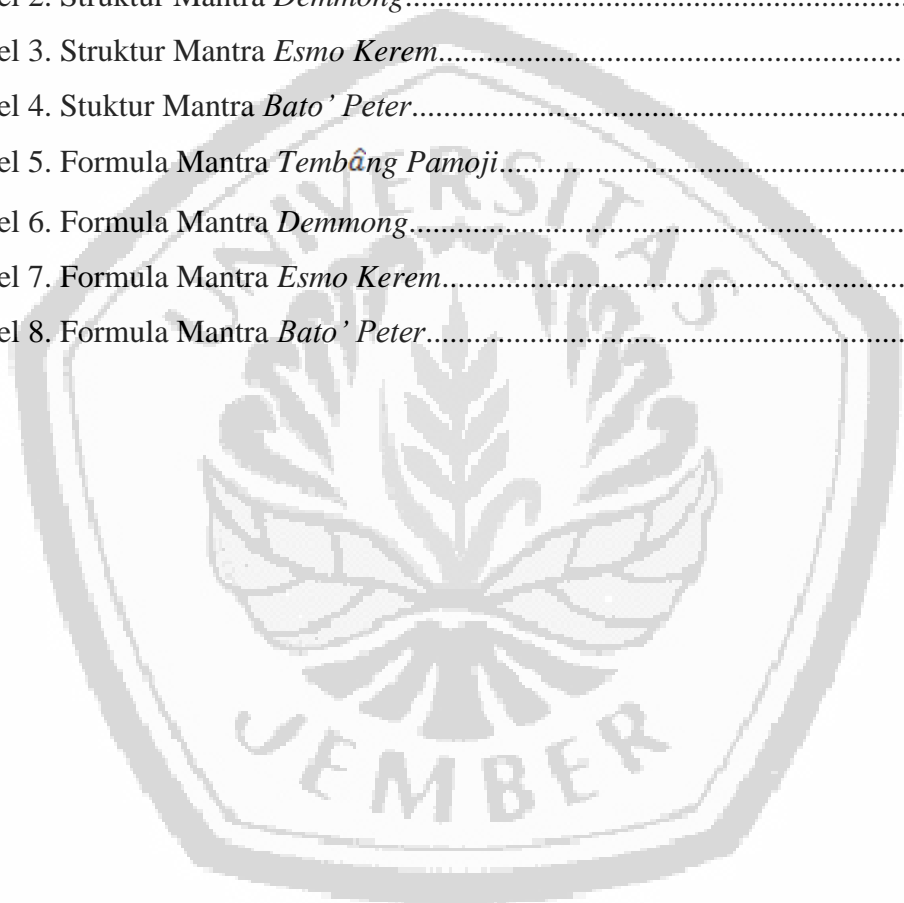 el 2. Struktur Mantra Demmong..........................................................
el 3. Struktur Mantra Esmo Kerem......................................................
el 4. Stuktur Mantra Bato’ Peter.........................................................
el 5. Formula Mantra Tembâng Pamoji..............................................
el 6. Formula Mantra Demmong.........................................................
el 7. Formula Mantra Esmo Kerem.....................................................
el 8. Formula Mantra Bato’ Peter.......................................................
UNIVERSITAS
JEMBER